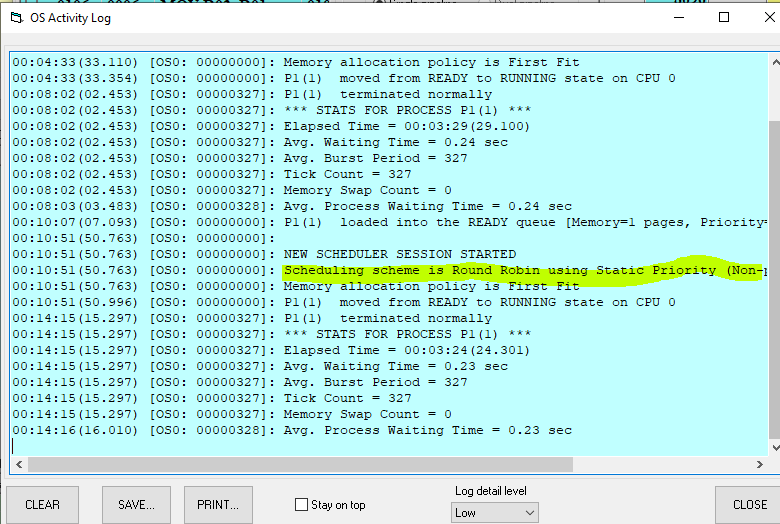 OS Activity Log
00:04:33(33.110) [OS0: 00000000]: Memory allocation policy is First Fit
00:04:33(33.354) [OS0: 00000000]: P1(1) moved from READY to RUNNING state on CPU 0
00:08:02(02.453) [OS0: 00000327]: P1(1) terminated normally
00:08:02(02.453) [OS0: 00000327]: *** STATS FOR PROCESS P1(1) ***
00:08:02(02.453) [OS0: 00000327]: Elapsed Time = 00:03:29(29.100)
00:08:02(02.453) [OS0: 00000327]: Avg. Waiting Time = 0.24 sec
00:08:02(02.453) [OS0: 00000327]: Avg. Burst Period = 327
00:08:02(02.453) [OS0: 00000327]: Tick Count = 327
00:08:02(02.453) [OS0: 00000327]: Memory Swap Count = 0
00:08:03(03.483) [OS0: 00000328]: Avg. Process Waiting Time = 0.24 sec
00:10:07(07.093) [OS0: 00000000]: P1(1) loaded into the READY queue [Memory=1 pages, Priority=
00:10:51(50.763) [OS0: 00000000]:
00:10:51(50.763) [OS0: 00000000]: NEW SCHEDULER SESSION STARTED
00:10:51(50.763) [OS0: 00000000]: Scheduling scheme is Round Robin using Static Priority (Non-p
00:10:51(50.763) [OS0: 00000000]: Memory allocation policy is First Fit
00:10:51(50.996) [OS0: 00000000]: P1(1) moved from READY to RUNNING state on CPU 0
00:14:15(15.297) [OS0: 00000327]: P1(1) terminated normally
00:14:15(15.297) [OS0: 00000327]: *** STATS FOR PROCESS P1(1) ***
00:14:15(15.297) [OS0: 00000327]: Elapsed Time = 00:03:24(24.301)
00:14:15(15.297) [OS0: 00000327]: Avg. Waiting Time = 0.23 sec
00:14:15(15.297) [OS0: 00000327]: Avg. Burst Period = 327
00:14:15(15.297) [OS0: 00000327]: Tick Count = 327
00:14:15(15.297) [OS0: 00000327]: Memory Swap Count = 0
00:14:16(16.010) [OS0: 00000328]: Avg. Process Waiting Time = 0.23 sec
CLEAR SAVE... PRINT... Stay on top Log detail level CLOSE
Low